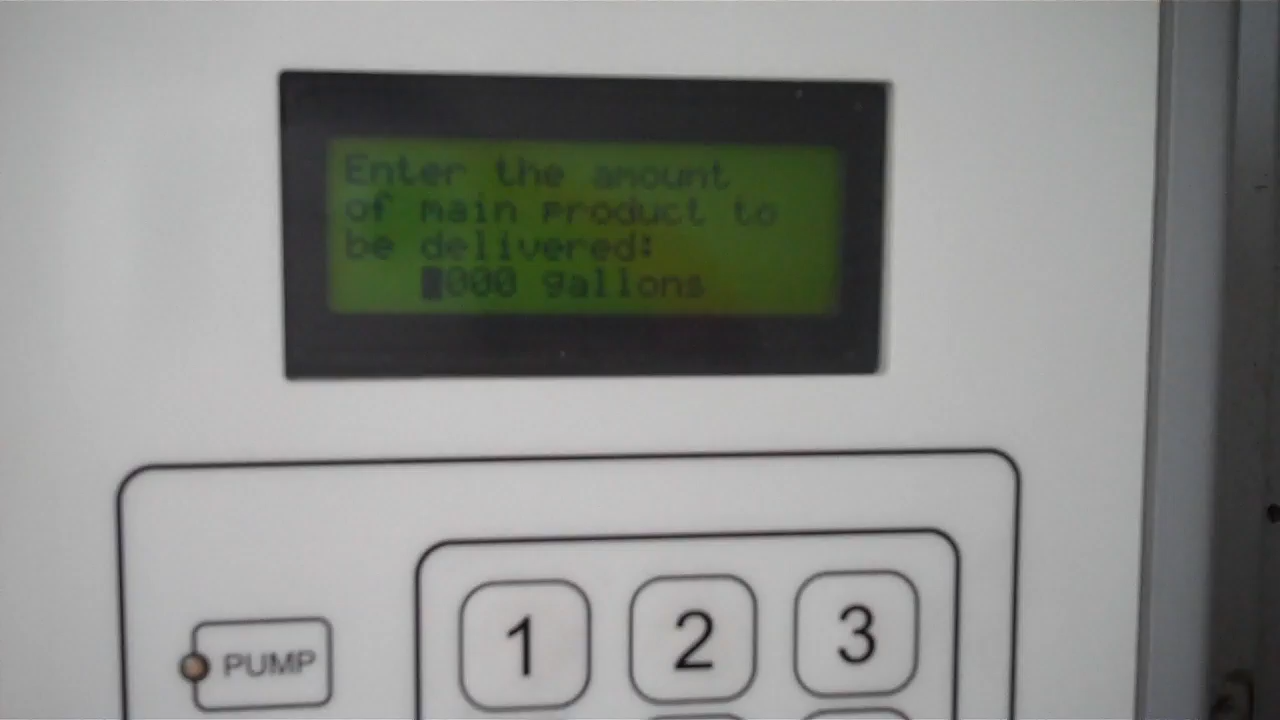 Enter the amount
of main product to
be delivered:
000 gallons
1 2 3
PUMP